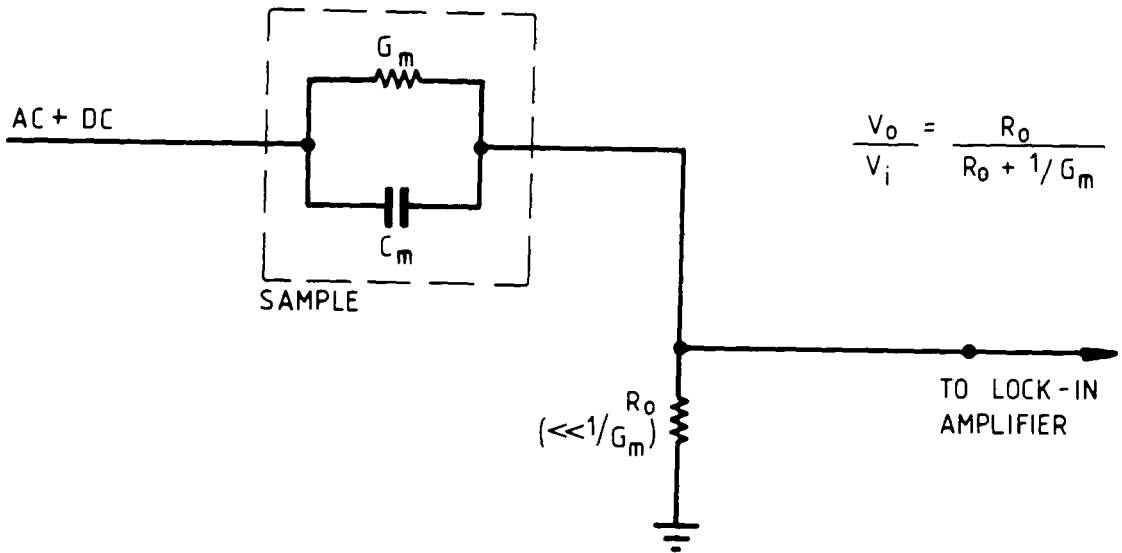 G_m
AC + DC
C_m
SAMPLE
V_o / V_i = R_o / (R_o + 1/G_m)
R_o
(<<1/G_m)
TO LOCK-IN
AMPLIFIER